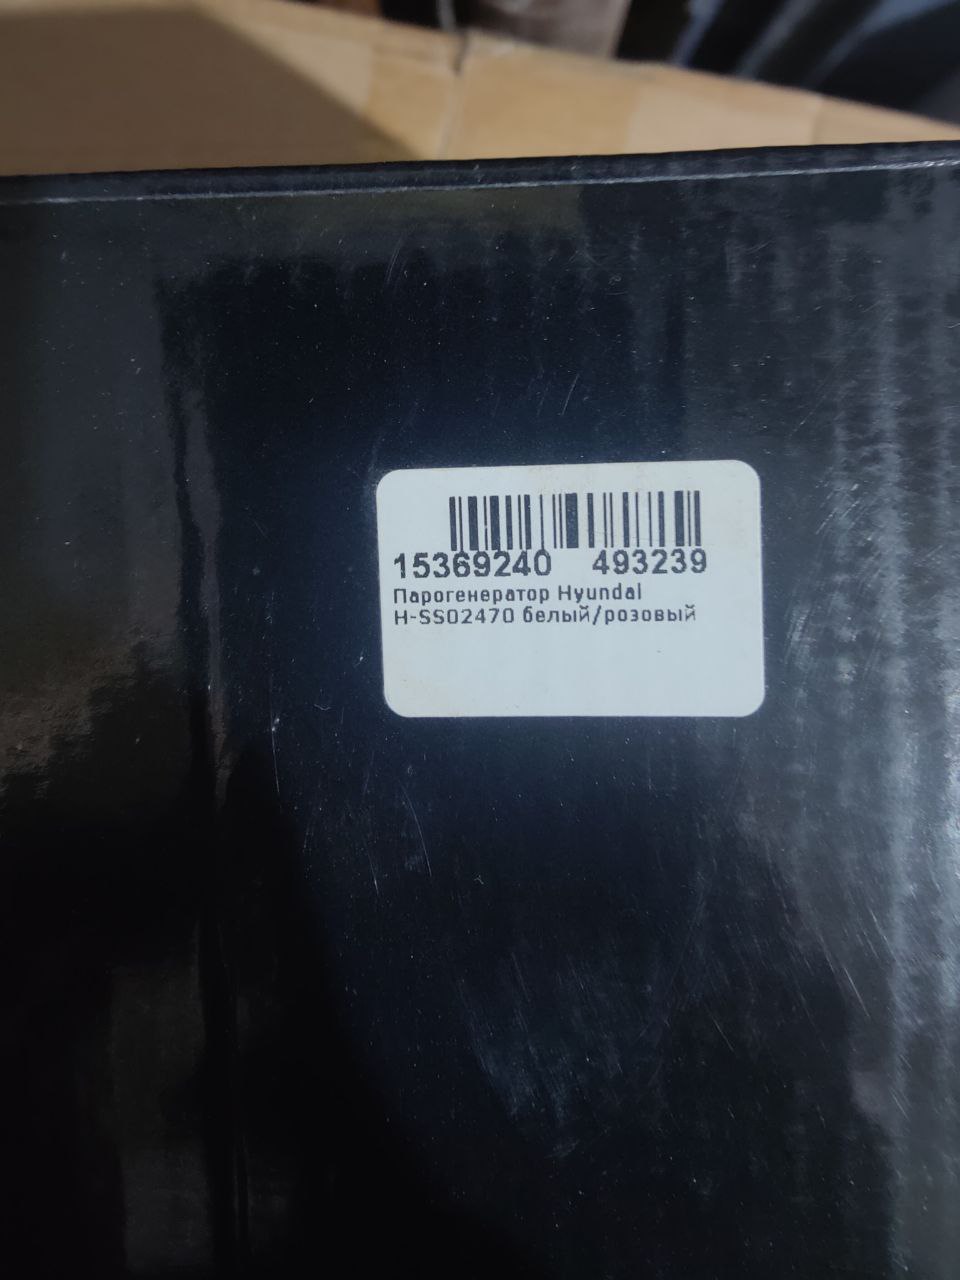 15369240 493239
Парогенератор Hyundai
H-SS02470 белый/розовый